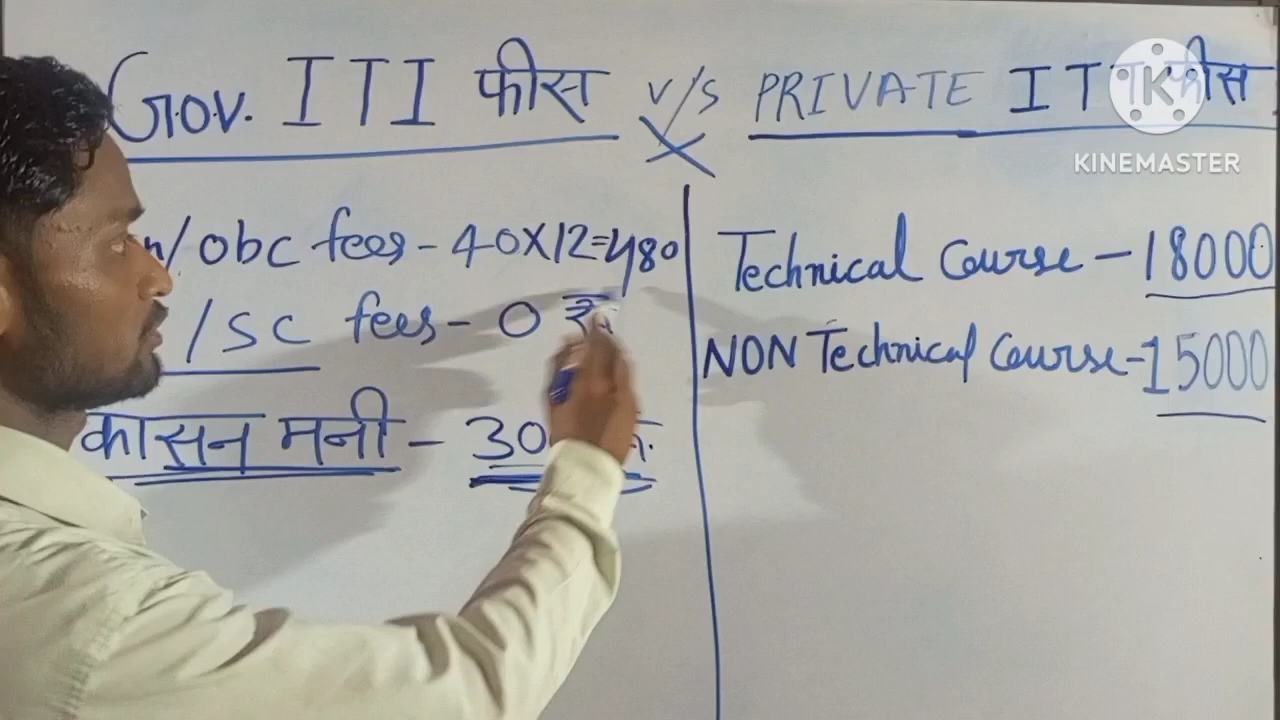 Gov. ITI फीस v/s PRIVATE IT फीस
/obc fees - 40X12=480
/SC fees - 0 रु
कासन मनी - 30
Technical Course - 18000
NON Technical Course - 15000
KINEMASTER